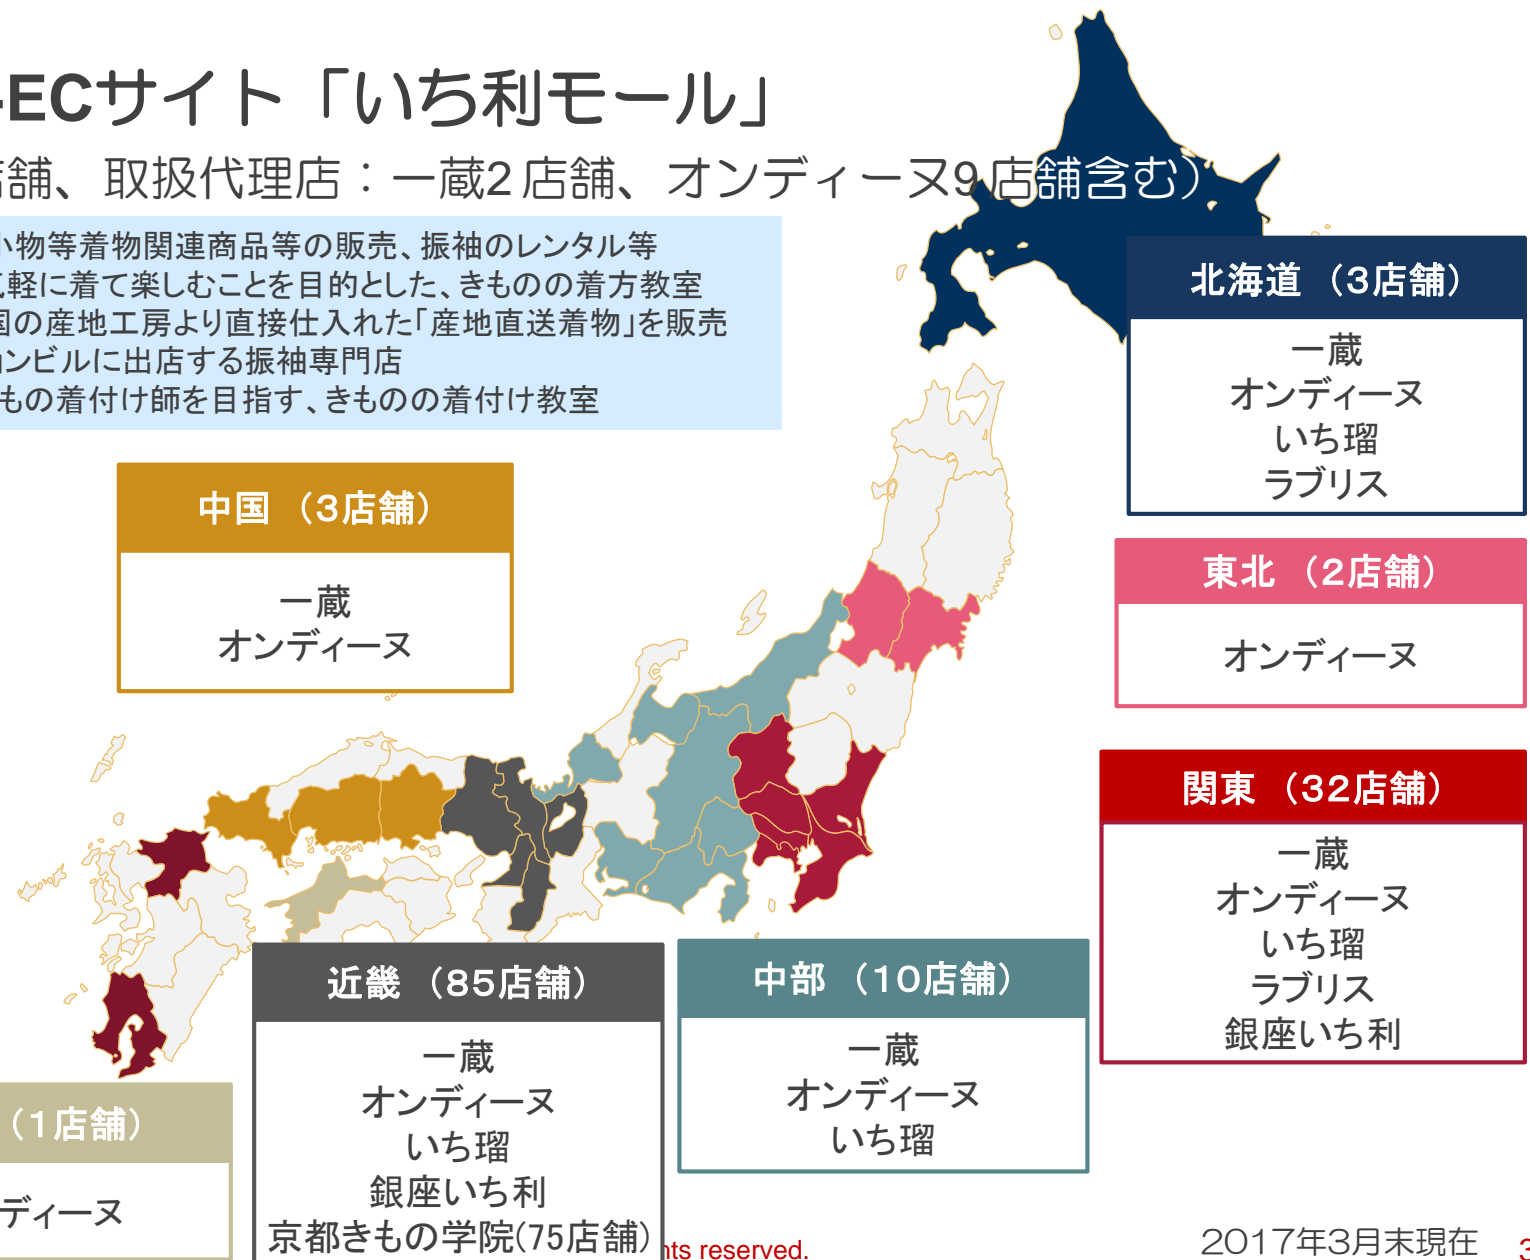 ECサイト「いち利モール」
店舗、取扱代理店：一蔵2店舗、オンディーヌ9店舗含む）
小物等着物関連商品等の販売、振袖のレンタル等
軽に着て楽しむことを目的とした、きものの着方教室
国の産地工房より直接仕入れた「産地直送着物」を販売
ョンビルに出店する振袖専門店
もの着付け師を目指す、きものの着付け教室
北海道（3店舗）
一蔵
オンディーヌ
いち瑠
ラブリス
中国（3店舗）
一蔵
オンディーヌ
東北（2店舗）
オンディーヌ
関東（32店舗）
一蔵
オンディーヌ
いち瑠
ラブリス
銀座いち利
近畿（85店舗）
一蔵
オンディーヌ
いち瑠
銀座いち利
京都きもの学院(75店舗)
中部（10店舗）
一蔵
オンディーヌ
いち瑠
（1店舗）
ディーヌ
hts reserved.
2017年3月末現在